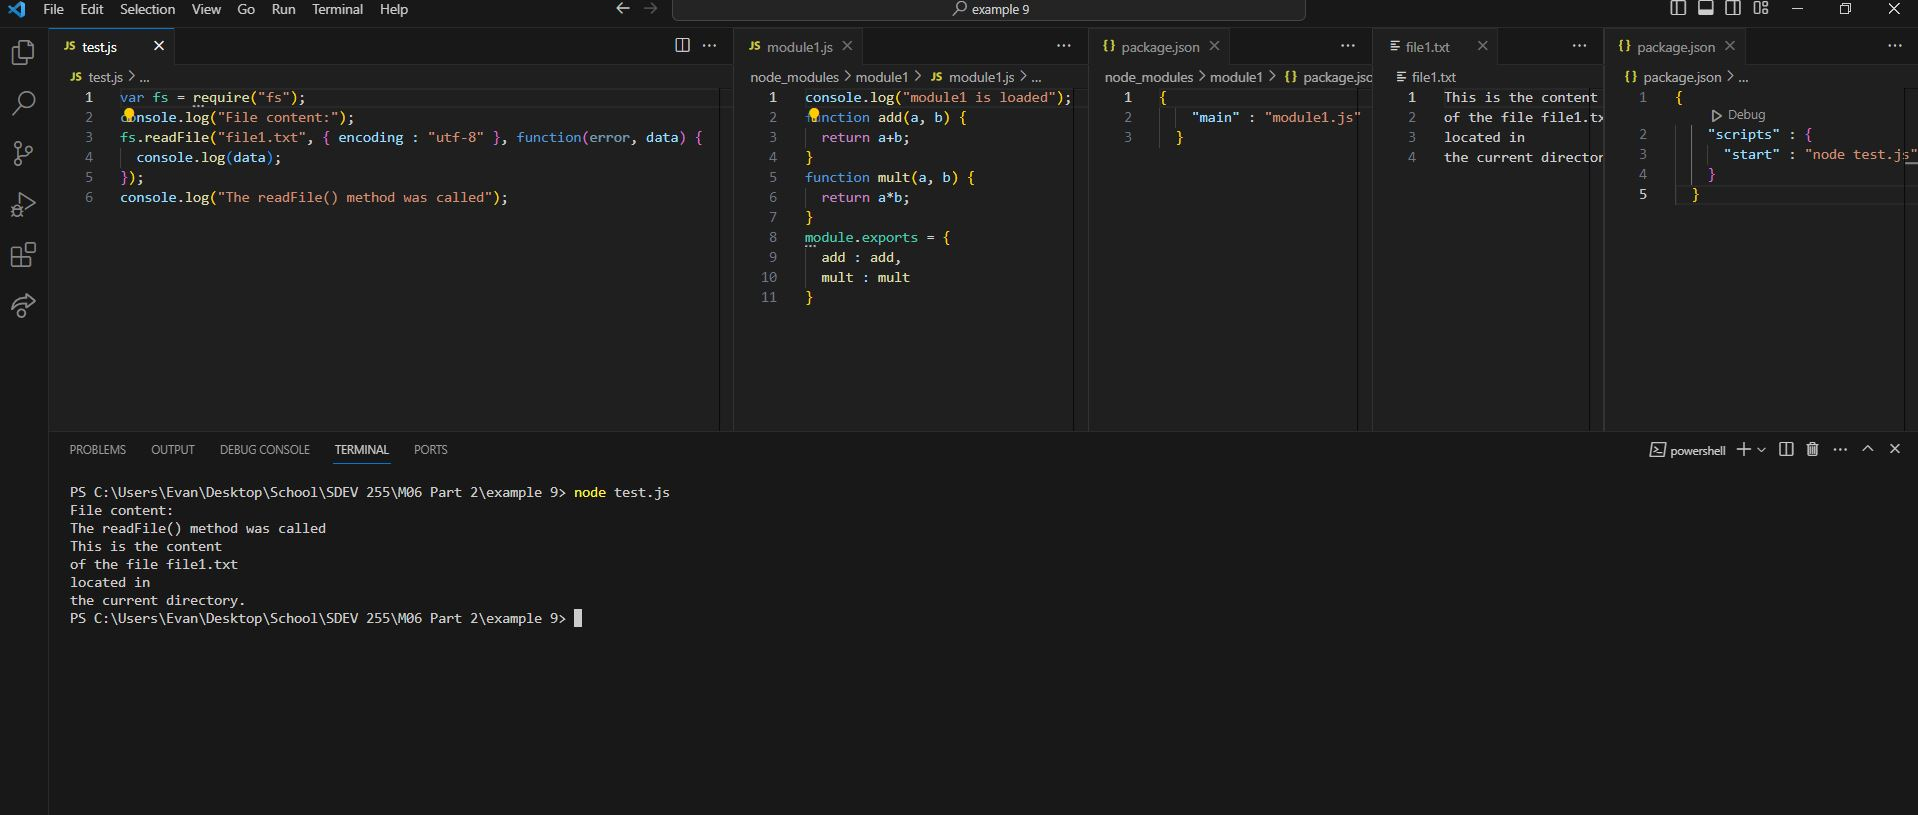 File Edit Selection View Go Run Terminal Help
example 9
JS test.js
JS test.js > ...
1 var fs = require("fs");
2 console.log("File content:");
3 fs.readFile("file1.txt", { encoding : "utf-8" }, function(error, data) {
4 console.log(data);
5 });
6 console.log("The readFile() method was called");
JS module1.js
node_modules > module1 > JS module1.js > ...
1 console.log("module1 is loaded");
2 function add(a, b) {
3 return a+b;
4 }
5 function mult(a, b) {
6 return a*b;
7 }
8 module.exports = {
9 add : add,
10 mult : mult
11 }
{} package.json
node_modules > module1 > {} package.jso
1 {
2 "main" : "module1.js"
3 }
file1.txt
file1.txt
1 This is the content
2 of the file file1.tx
3 located in
4 the current director
{} package.json
{} package.json > ...
1 {
Debug
2 "scripts" : {
3 "start" : "node test.js"
4 }
5 }
PROBLEMS OUTPUT DEBUG CONSOLE TERMINAL PORTS
powershell
PS C:\Users\Evan\Desktop\School\SDEV 255\M06 Part 2\example 9> node test.js
File content:
The readFile() method was called
This is the content
of the file file1.txt
located in
the current directory.
PS C:\Users\Evan\Desktop\School\SDEV 255\M06 Part 2\example 9>